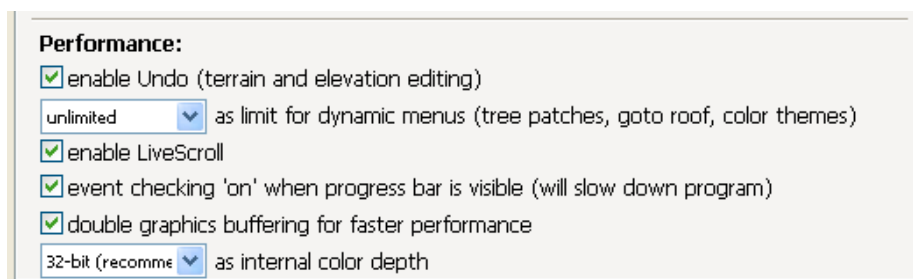 Performance:
enable Undo (terrain and elevation editing)
unlimited as limit for dynamic menus (tree patches, goto roof, color themes)
enable LiveScroll
event checking 'on' when progress bar is visible (will slow down program)
double graphics buffering for faster performance
32-bit (recomme as internal color depth